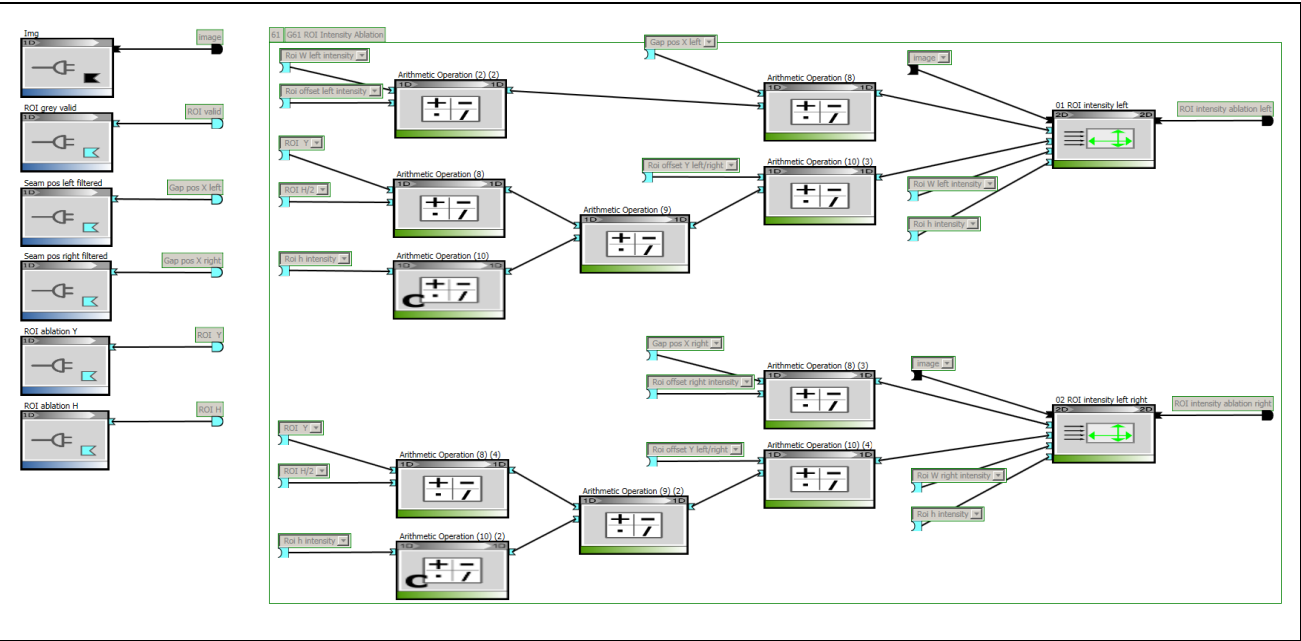 Img
1D
image
ROI grey valid
1D
ROI valid
Seam pos left filtered
1D
Gap pos X left
Seam pos right filtered
1D
Gap pos X right
ROI ablation Y
1D
ROI Y
ROI ablation H
1D
ROI H
61 G61 ROI Intensity Ablation
Roi W left intensity
Roi offset left intensity
Arithmetic Operation (2) (2)
1D 1D
Gap pos X left
Arithmetic Operation (8)
1D 1D
image
01 ROI intensity left
2D 2D
ROI intensity ablation left
ROI Y
ROI H/2
Arithmetic Operation (8)
1D 1D
Roi offset Y left/right
Arithmetic Operation (10) (3)
1D 1D
Roi W left intensity
Roi h intensity
Arithmetic Operation (9)
1D 1D
Roi h intensity
Arithmetic Operation (10)
1D 1D
C
Gap pos X right
Roi offset right intensity
Arithmetic Operation (8) (3)
1D 1D
image
02 ROI intensity left right
2D 2D
ROI intensity ablation right
ROI Y
ROI H/2
Arithmetic Operation (8) (4)
1D 1D
Roi offset Y left/right
Arithmetic Operation (10) (4)
1D 1D
Roi W right intensity
Roi h intensity
Arithmetic Operation (9) (2)
1D 1D
Roi h intensity
Arithmetic Operation (10) (2)
1D 1D
C